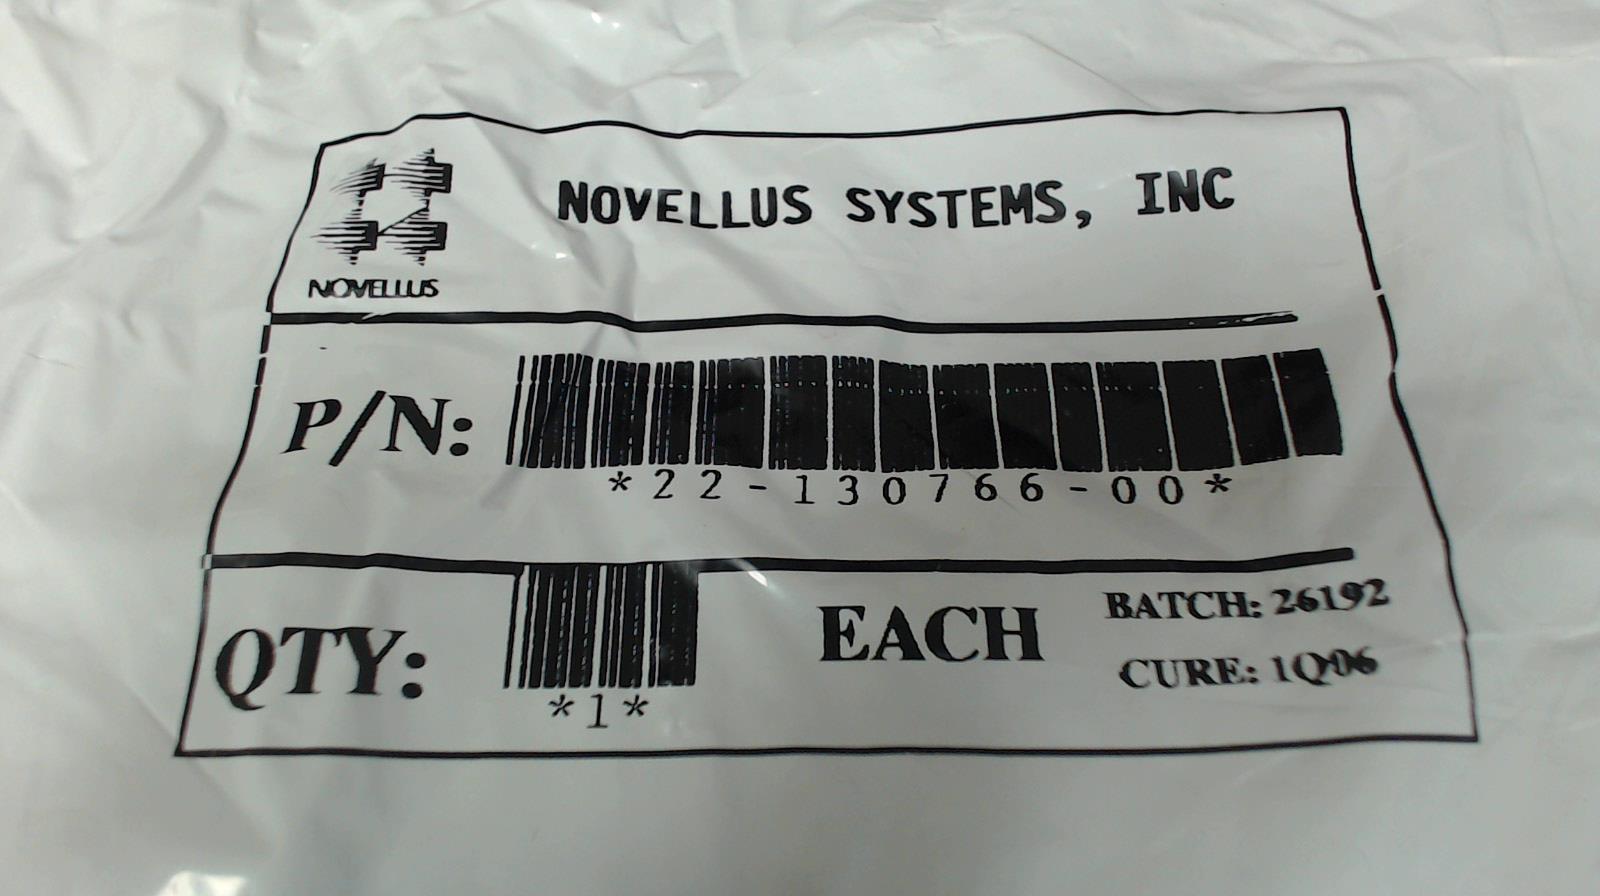 NOVELLUS SYSTEMS, INC
NOVELLUS
P/N:
*22-130766-00*
QTY:
*1*
EACH
BATCH: 26192
CURE: 1Q06